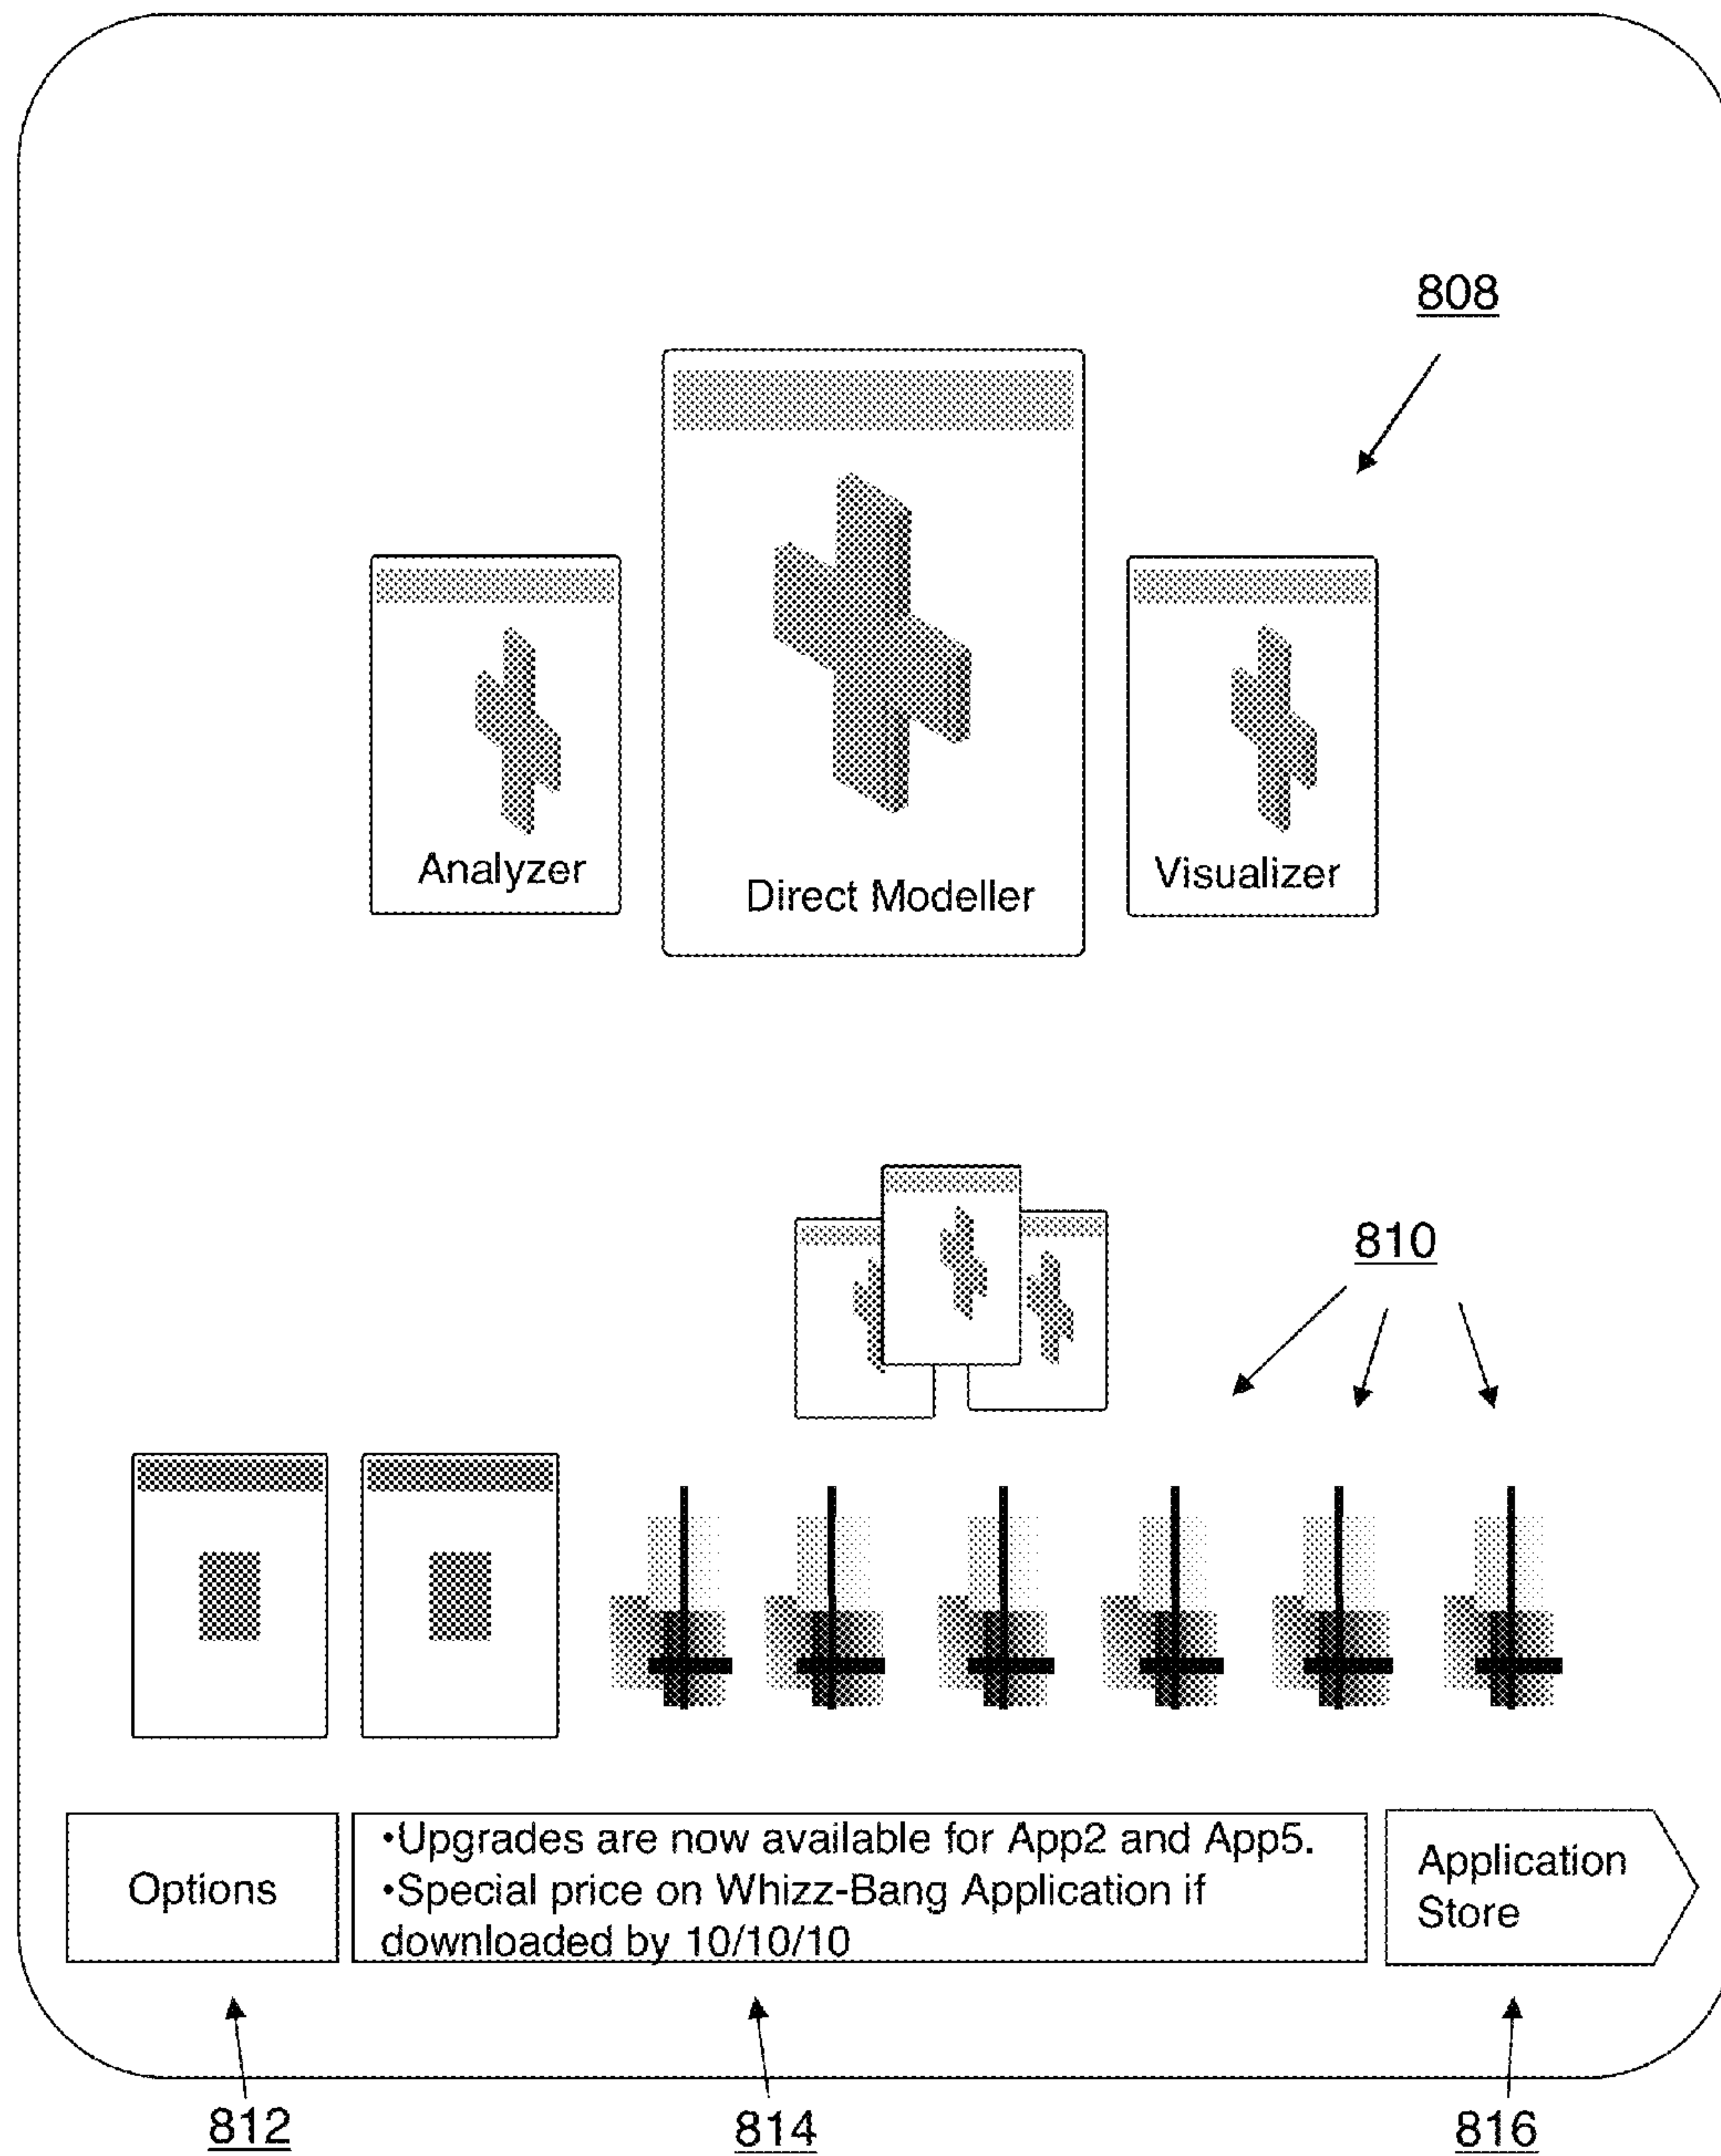 808
Analyzer
Direct Modeller
Visualizer
810
Options
•Upgrades are now available for App2 and App5.
•Special price on Whizz-Bang Application if
downloaded by 10/10/10
Application
Store
812
814
816